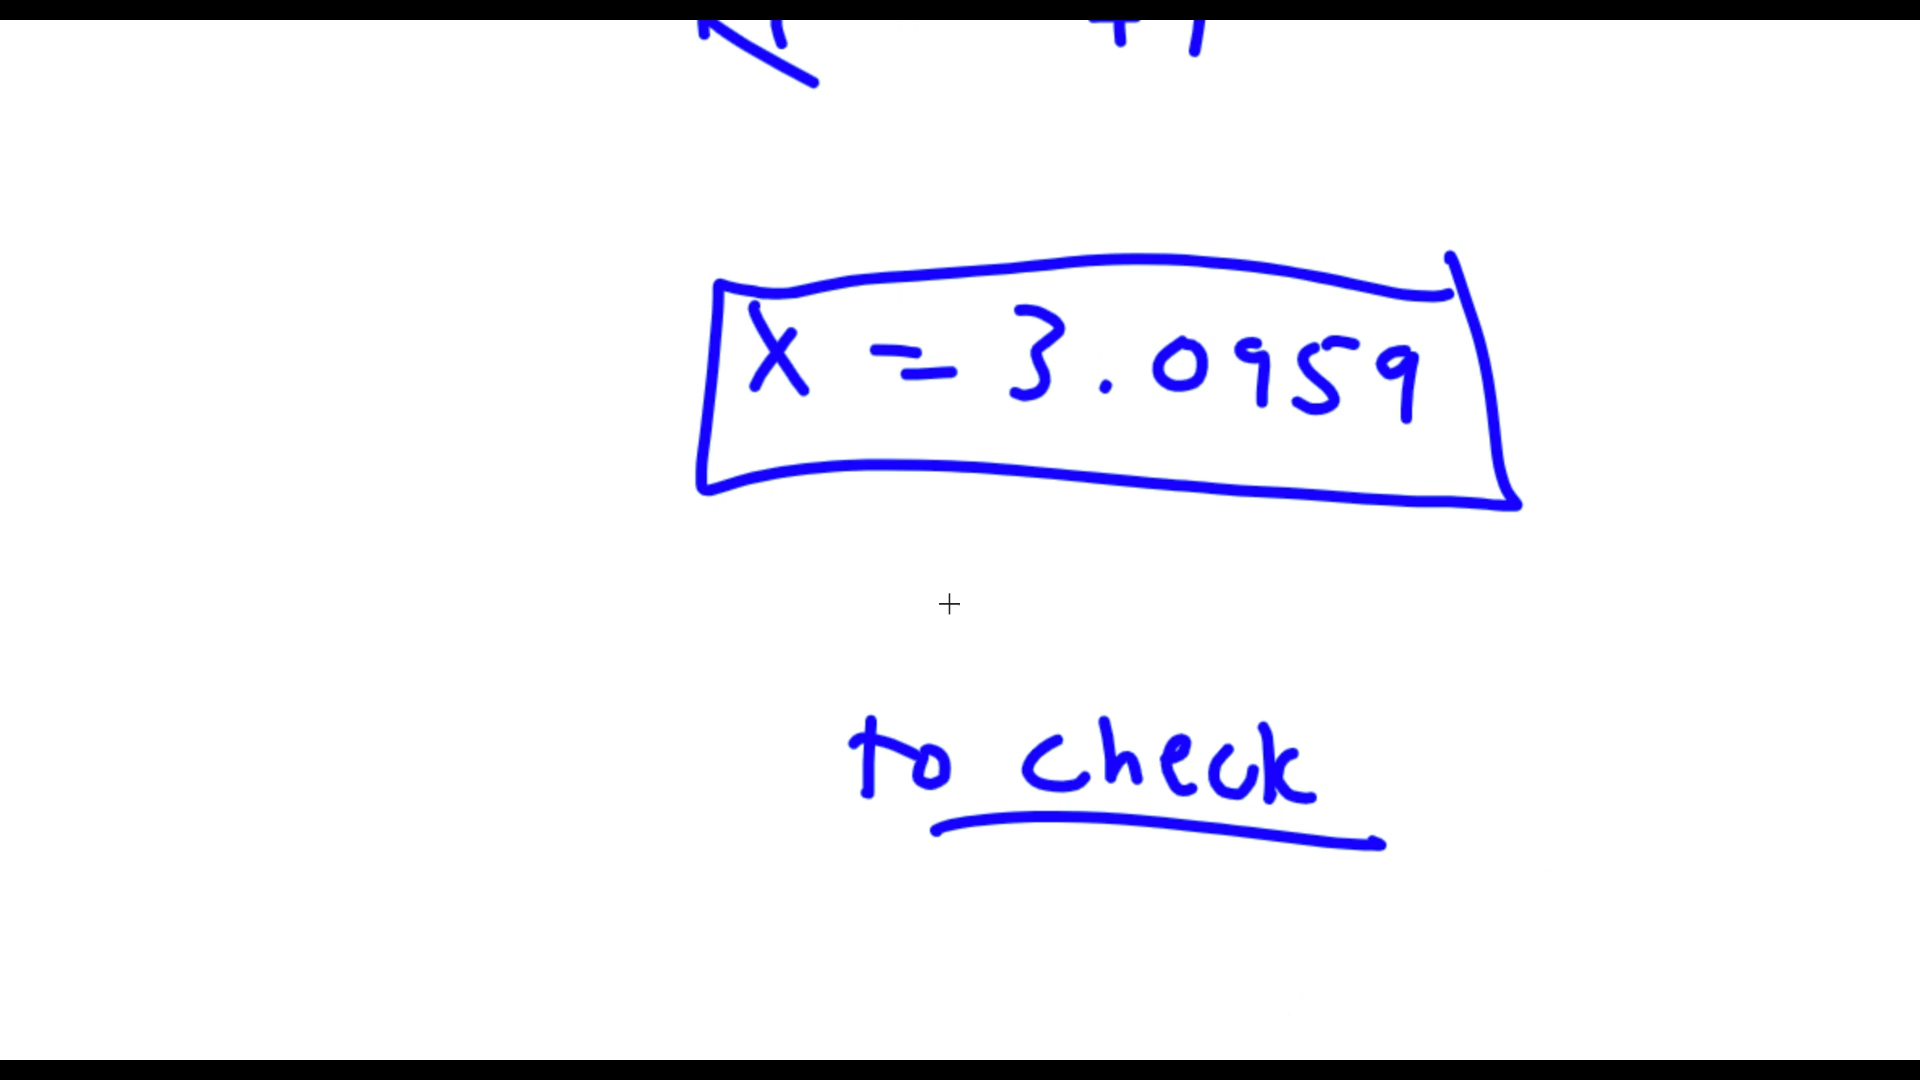 x = 3.0959
to check